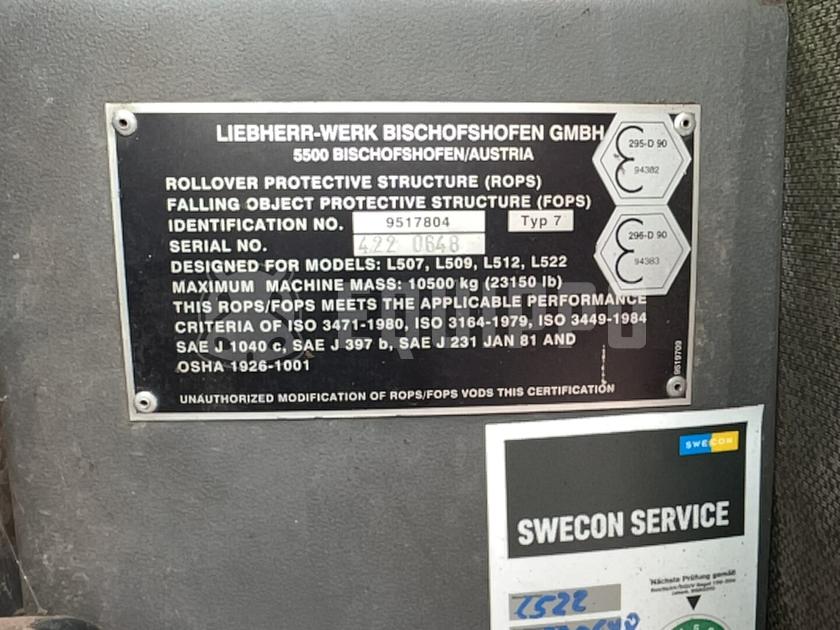 LIEBHERR-WERK BISCHOFSHOFEN GMBH
5500 BISCHOFSHOFEN/AUSTRIA
295-D 90
94382
ROLLOVER PROTECTIVE STRUCTURE (ROPS)
FALLING OBJECT PROTECTIVE STRUCTURE (FOPS)
IDENTIFICATION NO. 9517804 Typ 7
SERIAL NO. 422 0648
295-D 90
94383
DESIGNED FOR MODELS: L507, L509, L512, L522
MAXIMUM MACHINE MASS: 10500 kg (23150 lb)
THIS ROPS/FOPS MEETS THE APPLICABLE PERFORMANCE
CRITERIA OF ISO 3471-1980, ISO 3164-1979, ISO 3449-1984
SAE J 1040 c, SAE J 397 b, SAE J 231 JAN 81 AND
OSHA 1926-1001
9519709
UNAUTHORIZED MODIFICATION OF ROPS/FOPS VODS THIS CERTIFICATION
EQUIPPO
SWECON
SWECON SERVICE
Nächste Prüfung gemäß
L522